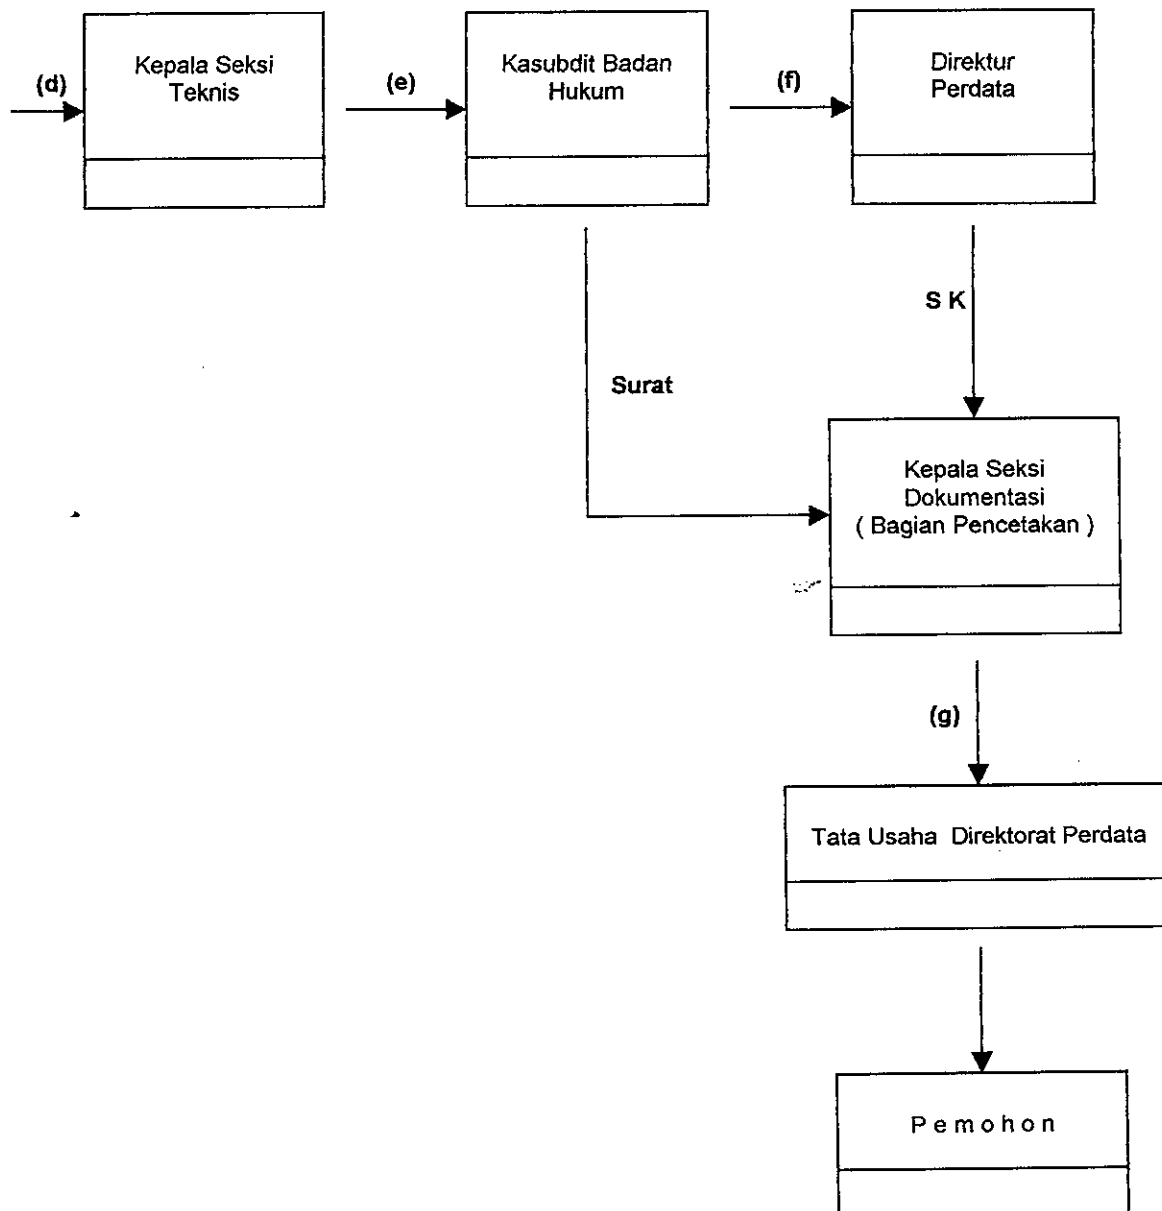 (d)
Kepala Seksi
Teknis
(e)
Kasubdit Badan
Hukum
(f)
Direktur
Perdata
S K
Surat
Kepala Seksi
Dokumentasi
( Bagian Pencetakan )
(g)
Tata Usaha Direktorat Perdata
P e m o h o n